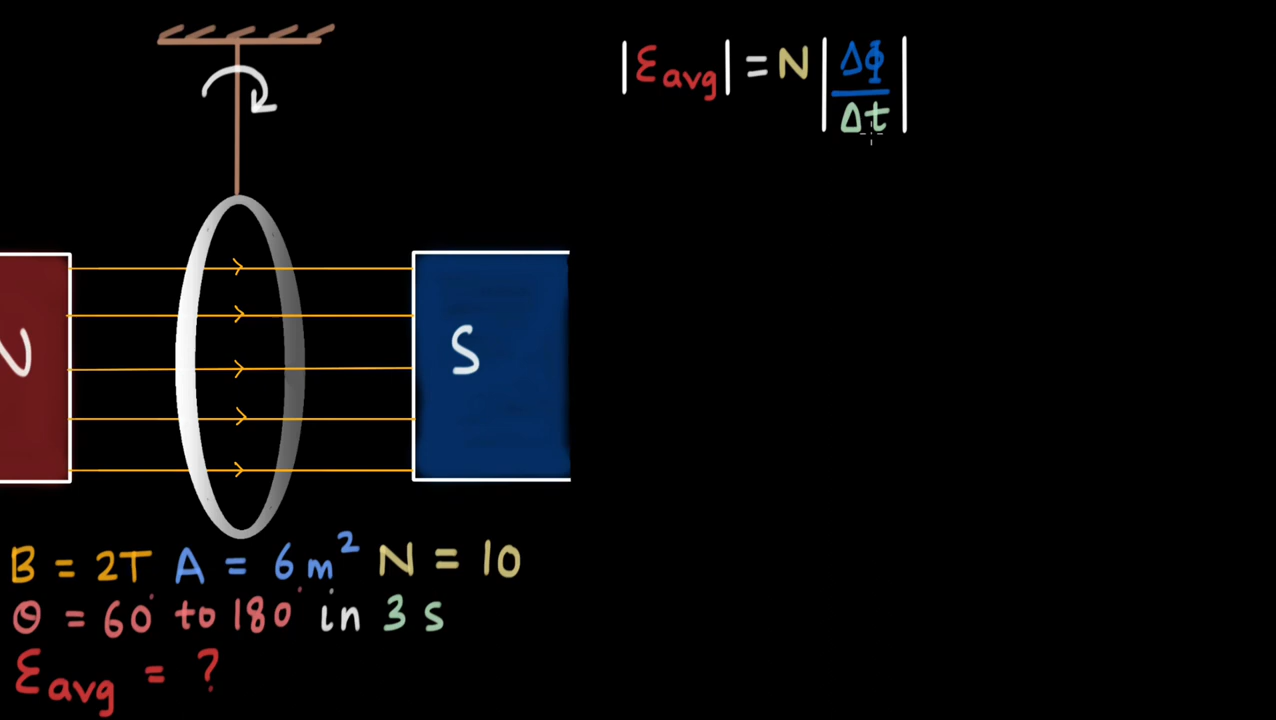 |Ɛavg| = N |ΔΦ/Δt|
N
S
B = 2T A = 6 m² N = 10
Θ = 60° to 180° in 3 s
Ɛavg = ?